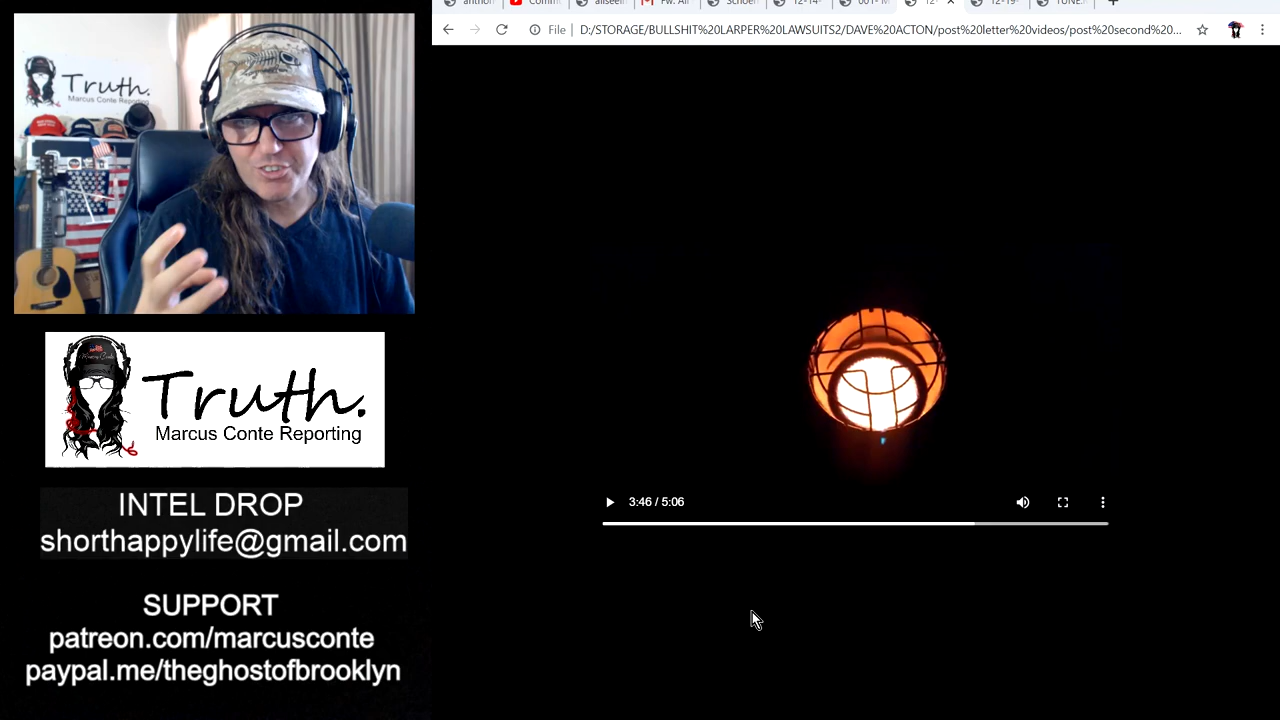 Truth.
Marcus Conte Reporting
Truth.
Marcus Conte Reporting
INTEL DROP
shorthappylife@gmail.com
SUPPORT
patreon.com/marcusconte
paypal.me/theghostofbrooklyn
File | D:/STORAGE/BULLSHIT%20LARPER%20LAWSUITS2/DAVE%20ACTON/post%20letter%20videos/post%20second%20...
3:46 / 5:06